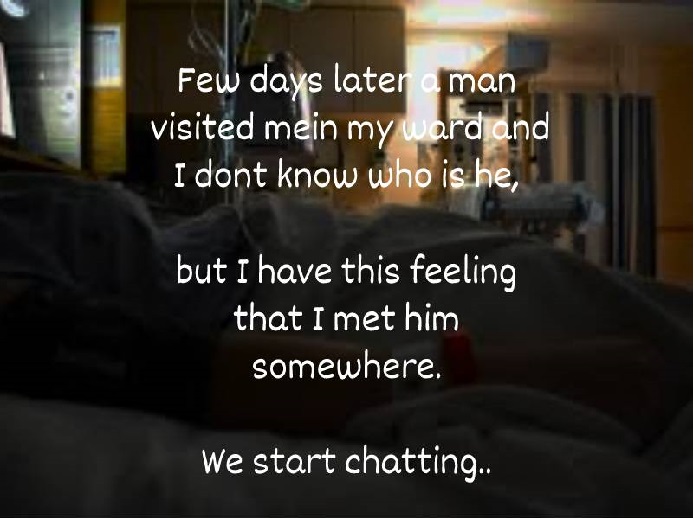 Few days later a man
visited mein my ward and
I dont know who is he,
but I have this feeling
that I met him
somewhere.
We start chatting..